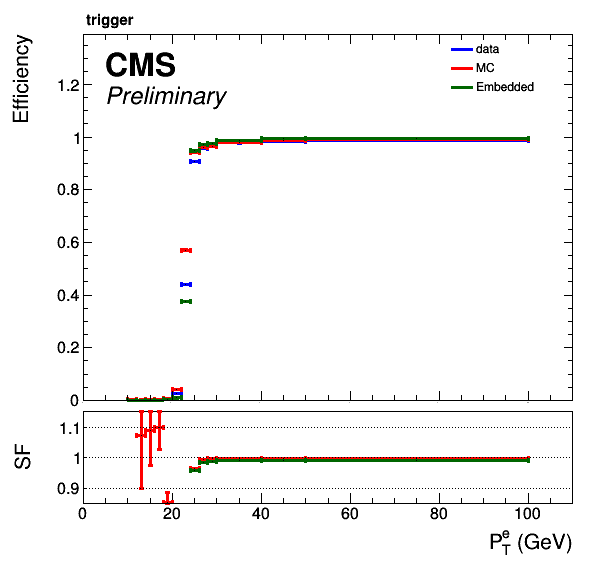 trigger
CMS
Preliminary
data
MC
Embedded
Efficiency
1.2
1
0.8
0.6
0.4
0.2
0
SF
1.1
1
0.9
0 20 40 60 80 100
P_T^e (GeV)